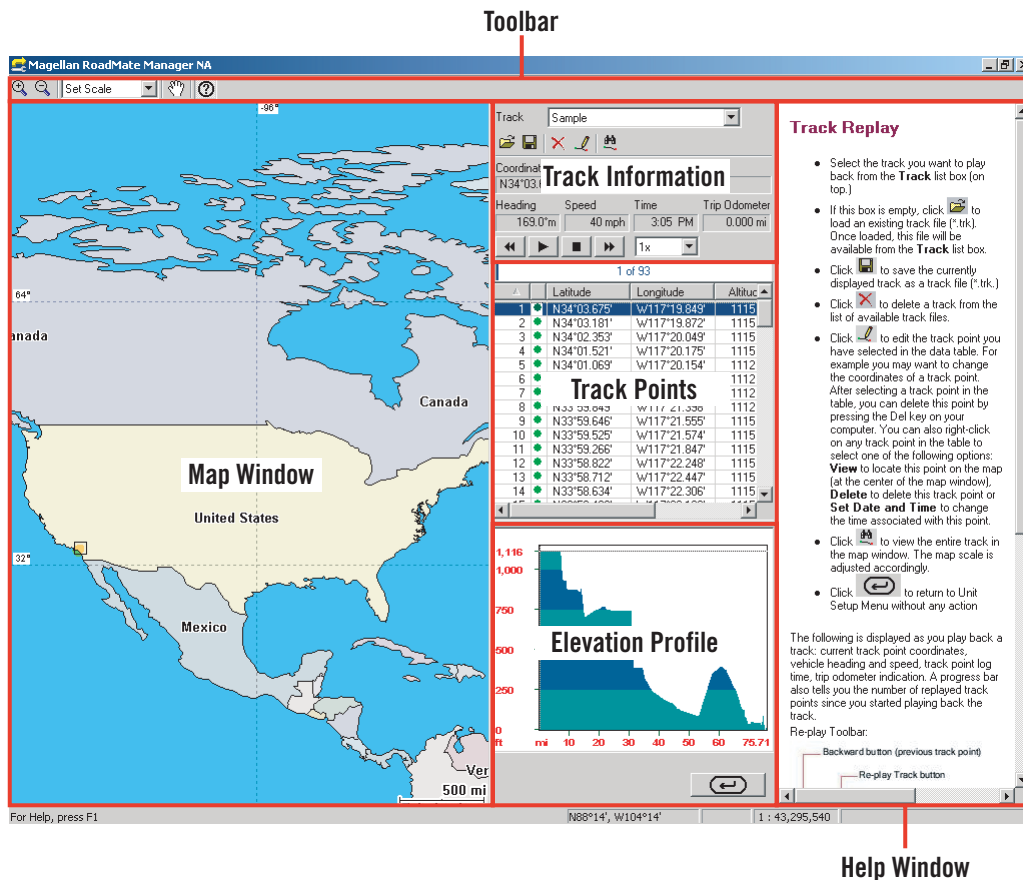 Toolbar
Magellan RoadMate Manager NA
Set Scale
-96°
64°
anada
Canada
Map Window
United States
32°
Mexico
Ver
500 mi
Track Sample
Coordinat
N34°03.6
Track Information
Heading Speed Time Trip Odometer
169.0°m 40 mph 3:05 PM 0.000 mi
1x
1 of 93
Latitude Longitude Altitud
1 N34°03.675' W117°19.849' 1115
2 N34°03.181' W117°19.872' 1115
3 N34°02.353' W117°20.049' 1115
4 N34°01.521' W117°20.175' 1115
5 N34°01.069' W117°20.154' 1112
6 1112
7 1112
Track Points
8 N33°59.849' W117°21.398' 1112
9 N33°59.646' W117°21.555' 1115
10 N33°59.525' W117°21.574' 1115
11 N33°59.266' W117°21.847' 1115
12 N33°58.822' W117°22.248' 1115
13 N33°58.712' W117°22.447' 1115
14 N33°58.634' W117°22.306' 1115
1,116
1,000
750
500
250
0
ft mi 10 20 30 40 50 60 75.71
Elevation Profile
Track Replay
• Select the track you want to play
back from the Track list box (on
top.)
• If this box is empty, click to
load an existing track file (*.trk).
Once loaded, this file will be
available from the Track list box.
• Click to save the currently
displayed track as a track file (*.trk.)
• Click to delete a track from the
list of available track files.
• Click to edit the track point you
have selected in the data table. For
example you may want to change
the coordinates of a track point.
After selecting a track point in the
table, you can delete this point by
pressing the Del key on your
computer. You can also right-click
on any track point in the table to
select one of the following options:
View to locate this point on the map
(at the center of the map window),
Delete to delete this track point or
Set Date and Time to change
the time associated with this point.
• Click to view the entire track in
the map window. The map scale is
adjusted accordingly.
• Click to return to Unit
Setup Menu without any action
The following is displayed as you play back a
track: current track point coordinates,
vehicle heading and speed, track point log
time, trip odometer indication. A progress bar
also tells you the number of replayed track
points since you started playing back the
track.
Re-play Toolbar:
Backward button (previous track point)
Re-play Track button
For Help, press F1
N88°14', W104°14'
1 : 43,295,540
Help Window